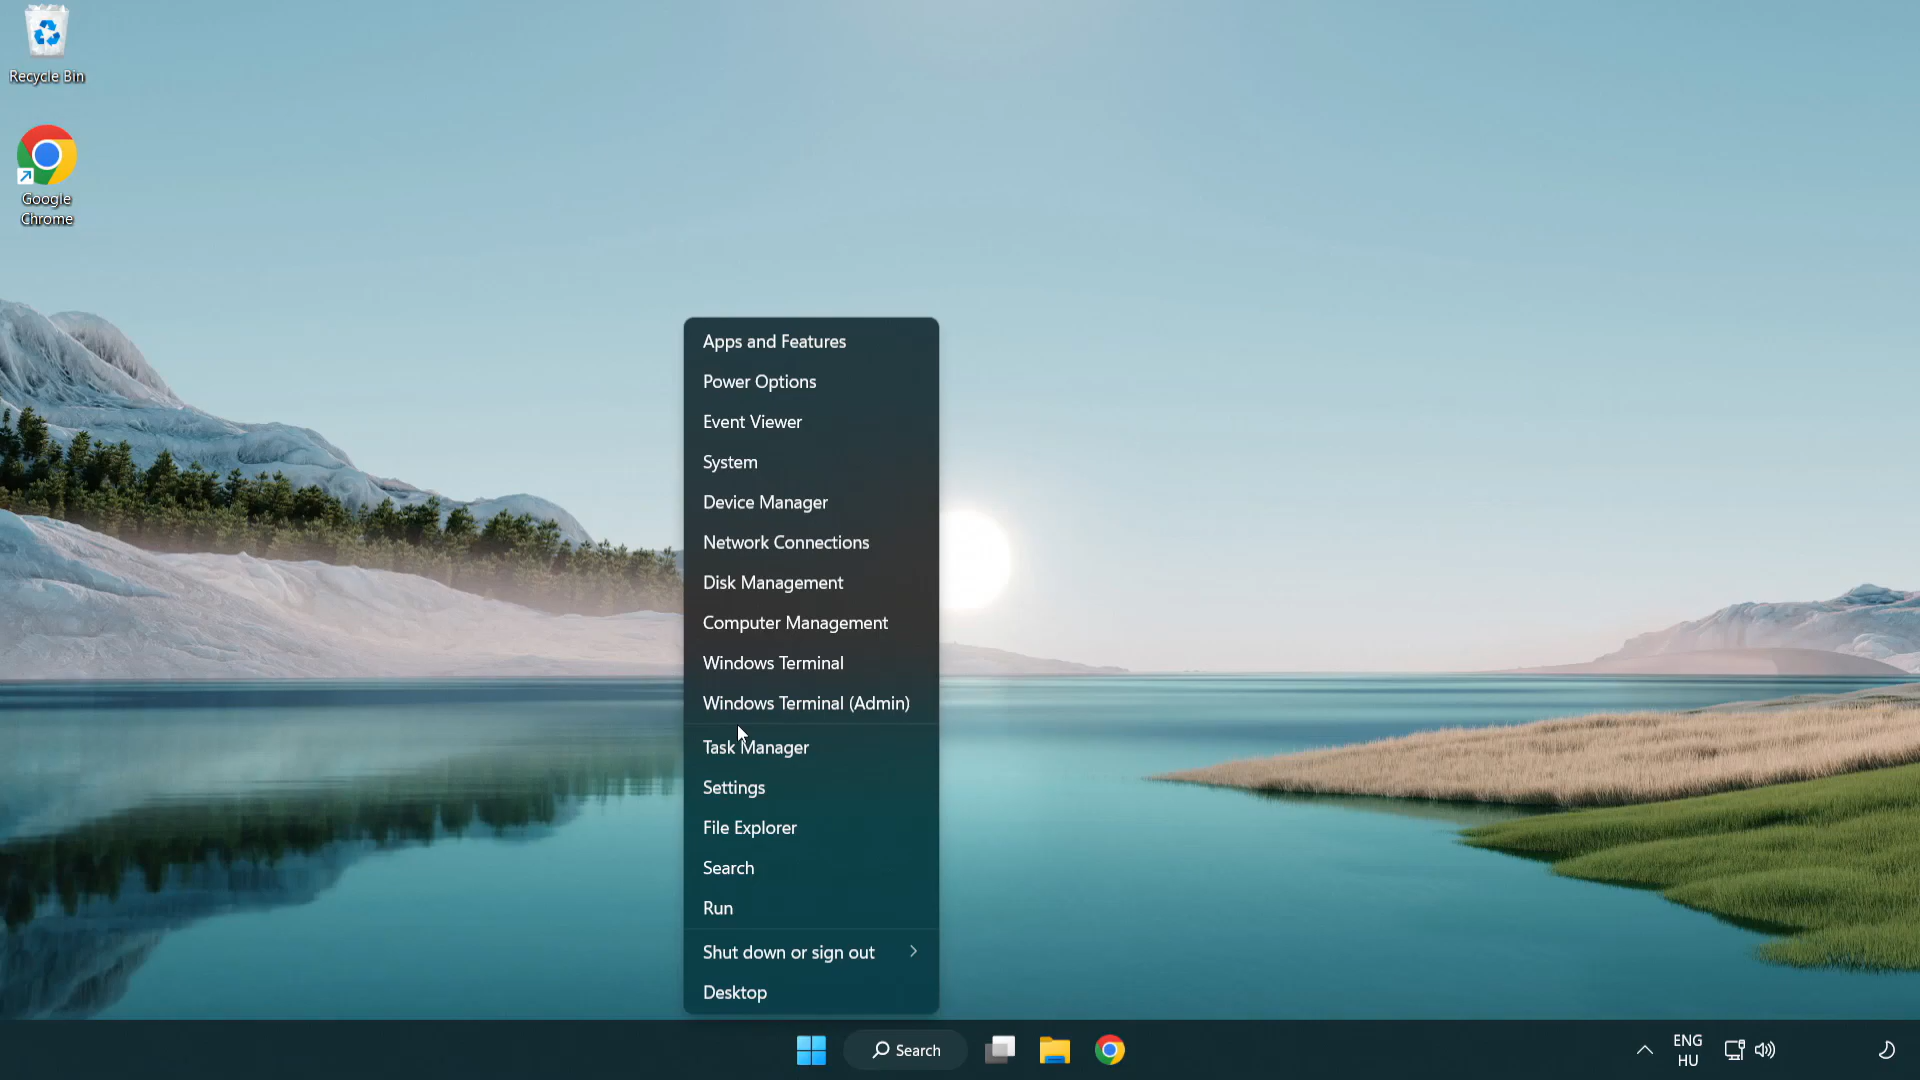 Recycle Bin
Google
Chrome
Apps and Features
Power Options
Event Viewer
System
Device Manager
Network Connections
Disk Management
Computer Management
Windows Terminal
Windows Terminal (Admin)
Task Manager
Settings
File Explorer
Search
Run
Shut down or sign out
Desktop
Search
ENG
HU